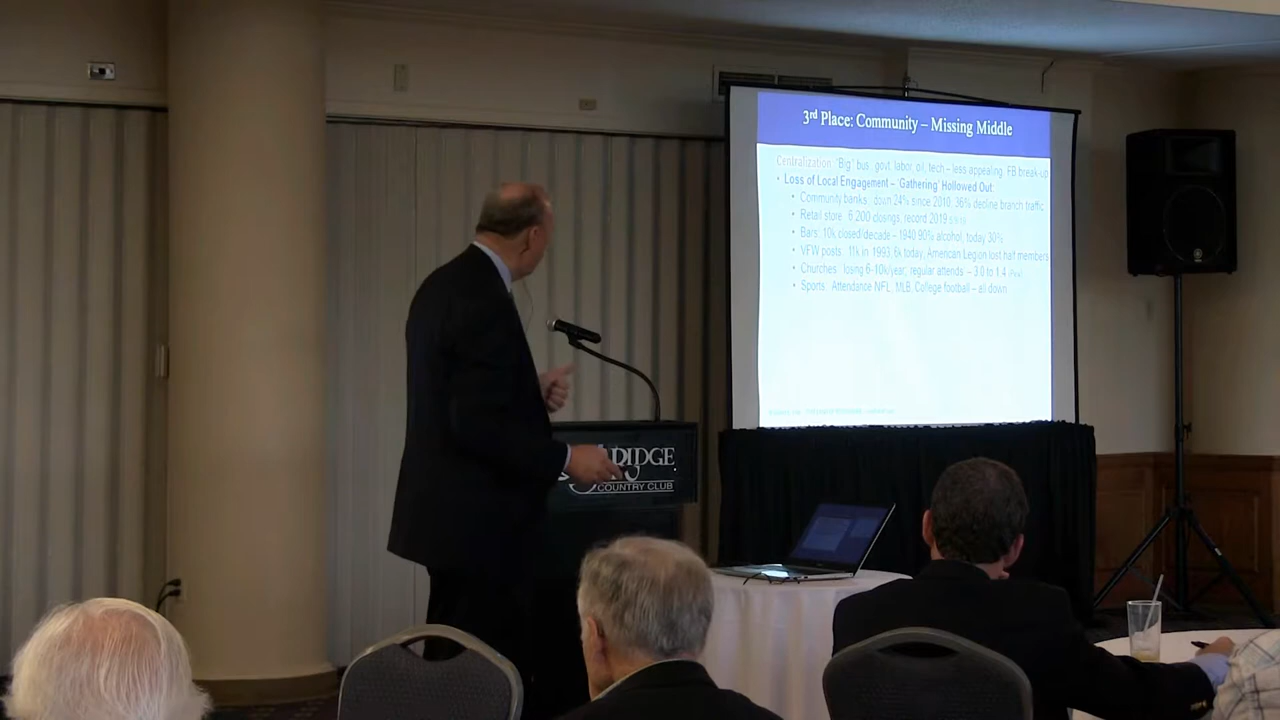 3rd Place: Community – Missing Middle
Centralization: 'Big' bus, govt, labor, oil, tech – less appealing, FB break-up
• Loss of Local Engagement – 'Gathering' Hollowed Out:
• Community banks: down 24% since 2010, 36% decline branch traffic
• Retail store: 6,200 closings, record 2019
• Bars: 10k closed/decade – 1940 90% alcohol, today 30%
• VFW posts: 11k in 1993, 6k today, American Legion lost half members
• Churches: losing 6-10k/year, regular attends – 3.0 to 1.4
• Sports: Attendance NFL, MLB, College football – all down
RIDGE
COUNTRY CLUB